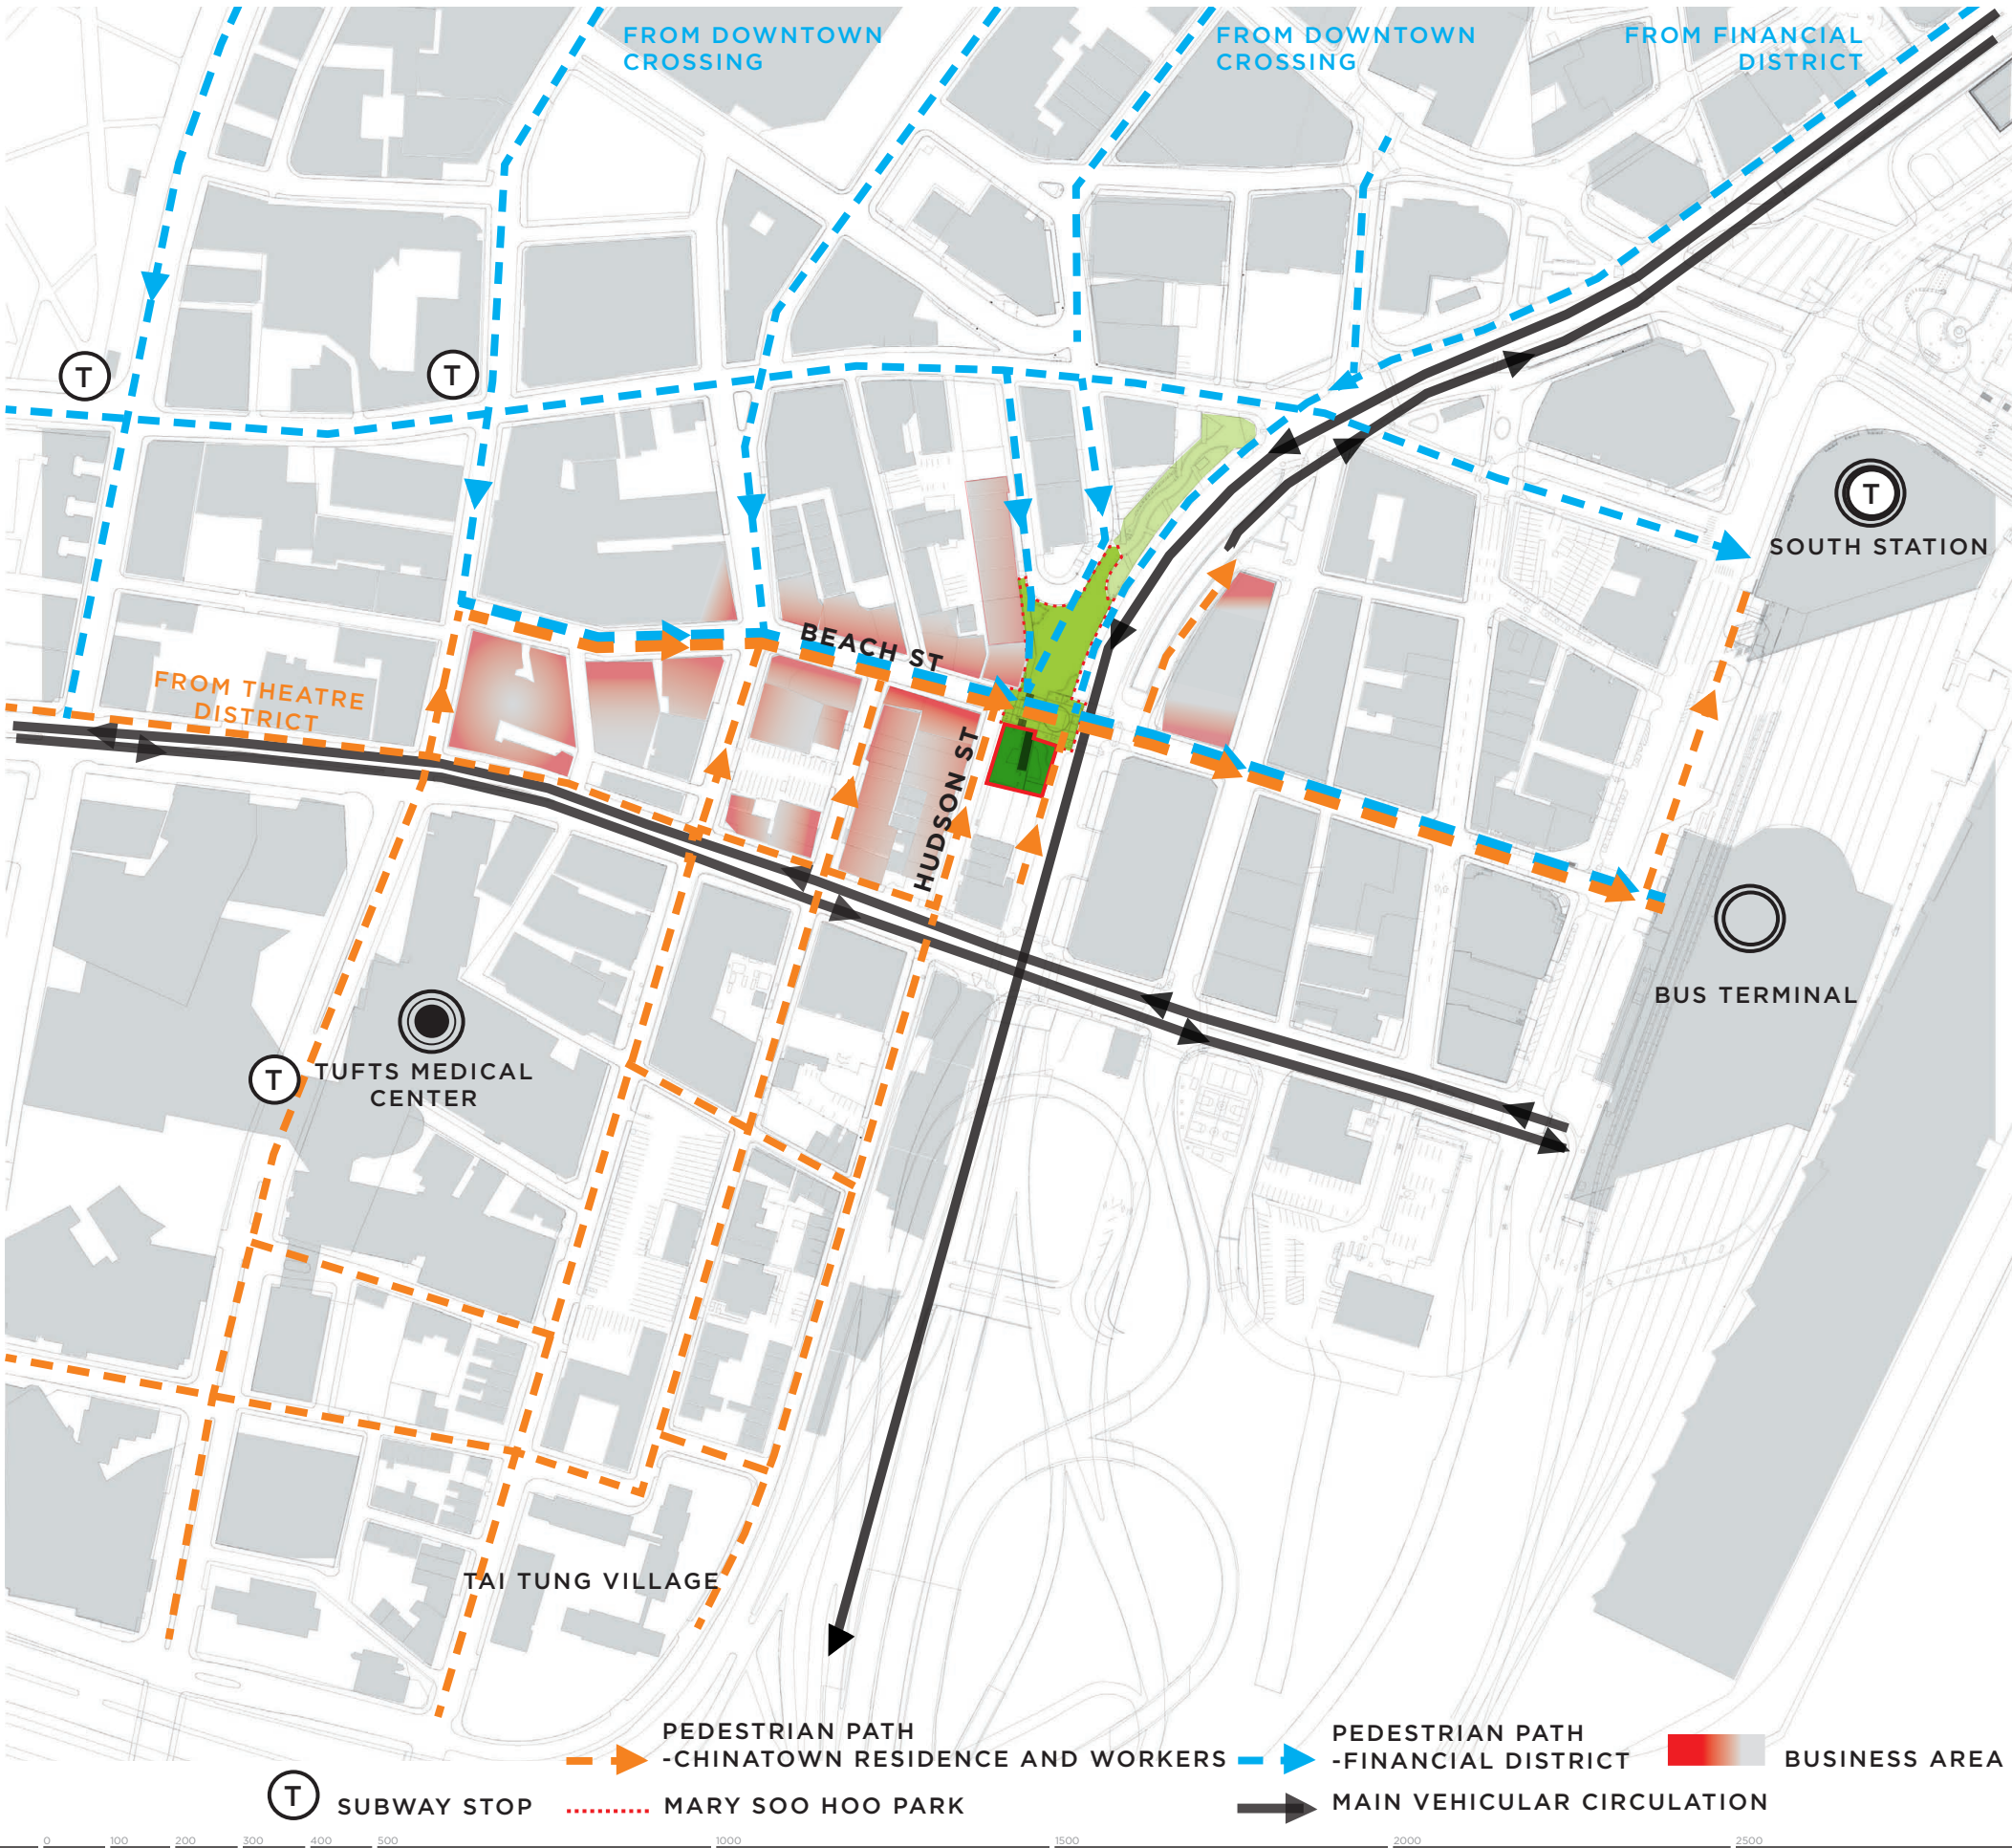 FROM DOWNTOWN
CROSSING
FROM DOWNTOWN
CROSSING
FROM FINANCIAL
DISTRICT
T
T
T
SOUTH STATION
BEACH ST
FROM THEATRE
DISTRICT
HUDSON ST
BUS TERMINAL
T
TUFTS MEDICAL
CENTER
TAI TUNG VILLAGE
PEDESTRIAN PATH
-CHINATOWN RESIDENCE AND WORKERS
PEDESTRIAN PATH
-FINANCIAL DISTRICT
BUSINESS AREA
T
SUBWAY STOP
MARY SOO HOO PARK
MAIN VEHICULAR CIRCULATION
0 100 200 300 400 500 1000 1500 2000 2500